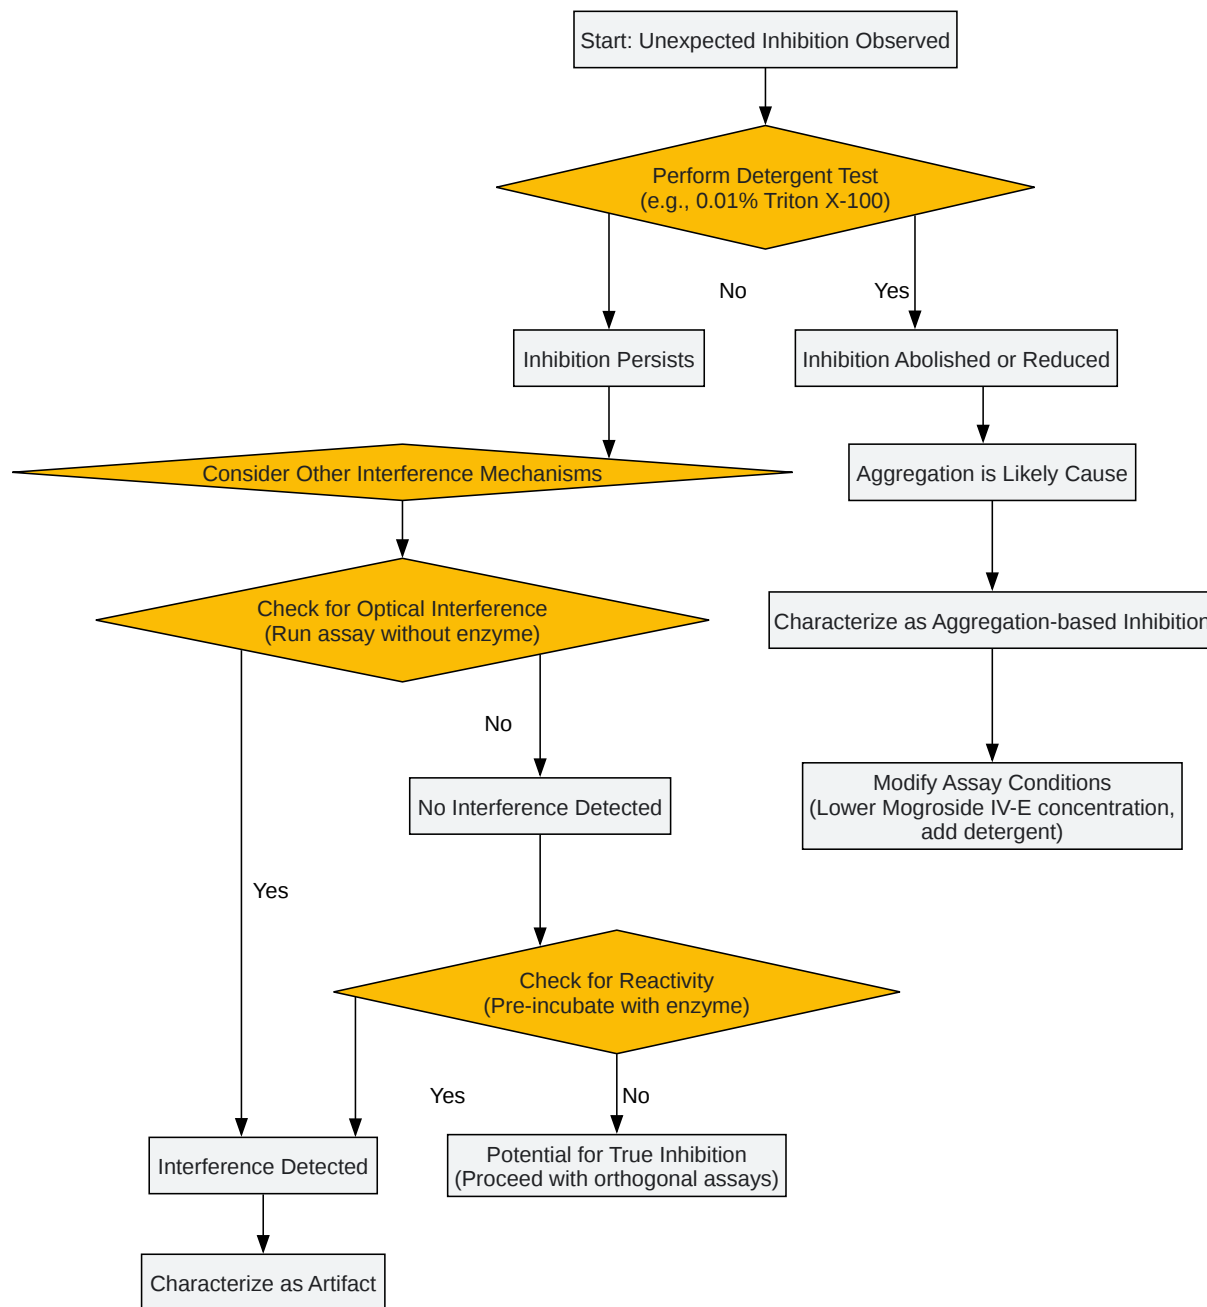 Start: Unexpected Inhibition Observed
Perform Detergent Test
(e.g., 0.01% Triton X-100)
No
Yes
Inhibition Persists
Inhibition Abolished or Reduced
Consider Other Interference Mechanisms
Aggregation is Likely Cause
Check for Optical Interference
(Run assay without enzyme)
Characterize as Aggregation-based Inhibition
No
No Interference Detected
Modify Assay Conditions
(Lower Mogroside IV-E concentration,
add detergent)
Yes
Check for Reactivity
(Pre-incubate with enzyme)
Yes
No
Interference Detected
Potential for True Inhibition
(Proceed with orthogonal assays)
Characterize as Artifact